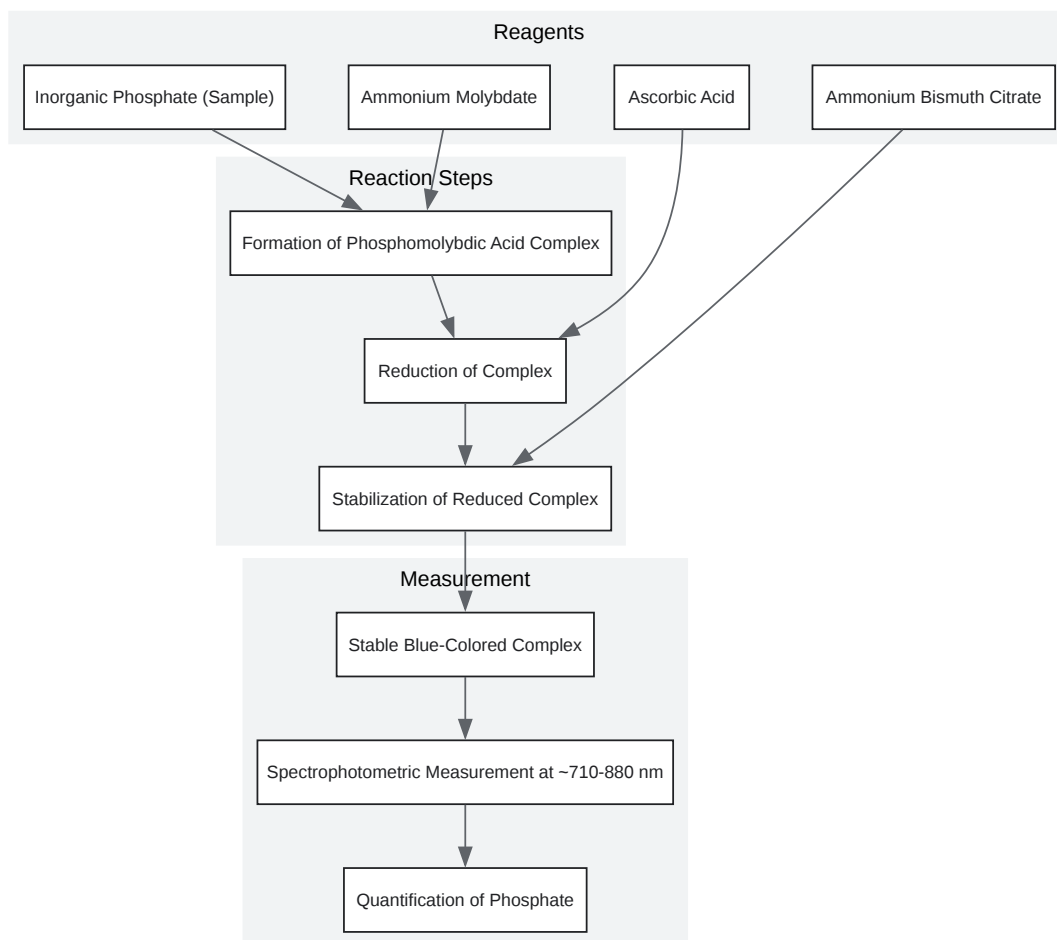 Reagents
Inorganic Phosphate (Sample)
Ammonium Molybdate
Ascorbic Acid
Ammonium Bismuth Citrate
Reaction Steps
Formation of Phosphomolybdic Acid Complex
Reduction of Complex
Stabilization of Reduced Complex
Measurement
Stable Blue-Colored Complex
Spectrophotometric Measurement at ~710-880 nm
Quantification of Phosphate